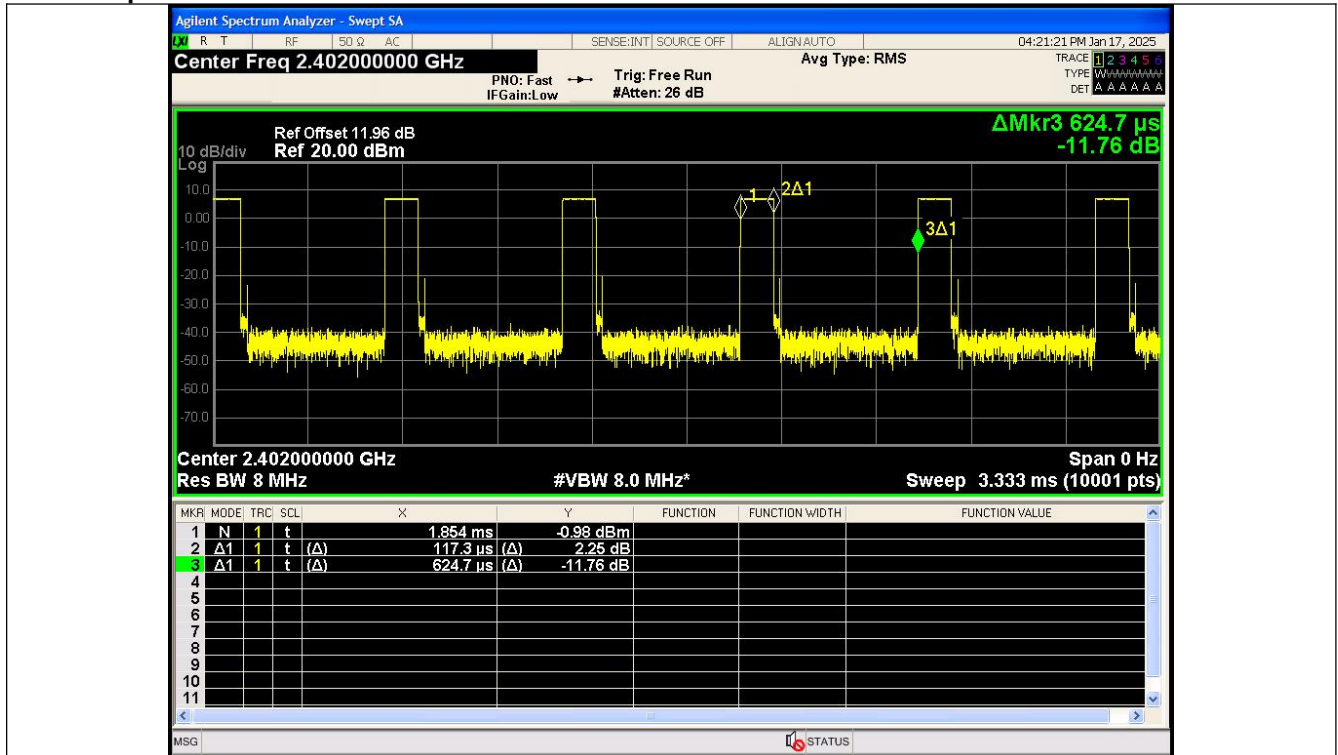 Agilent Spectrum Analyzer - Swept SA
LXI R T RF 50 Ω AC SENSE:INT SOURCE OFF ALIGN AUTO 04:21:21 PM Jan 17, 2025
Center Freq 2.402000000 GHz Avg Type: RMS TRACE 1 2 3 4 5 6
PNO: Fast Trig: Free Run TYPE WWWWWW
IFGain:Low #Atten: 26 dB DET A A A A A A
ΔMkr3 624.7 µs
-11.76 dB
Ref Offset 11.96 dB
10 dB/div Ref 20.00 dBm
Log
10.0
0.00
-10.0
-20.0
-30.0
-40.0
-50.0
-60.0
-70.0
1
2Δ1
3Δ1
Center 2.402000000 GHz Span 0 Hz
Res BW 8 MHz #VBW 8.0 MHz* Sweep 3.333 ms (10001 pts)
MKR MODE TRC SCL X Y FUNCTION FUNCTION WIDTH FUNCTION VALUE
1 N 1 t 1.854 ms -0.98 dBm
2 Δ1 1 t (Δ) 117.3 µs (Δ) 2.25 dB
3 Δ1 1 t (Δ) 624.7 µs (Δ) -11.76 dB
4
5
6
7
8
9
10
11
MSG STATUS